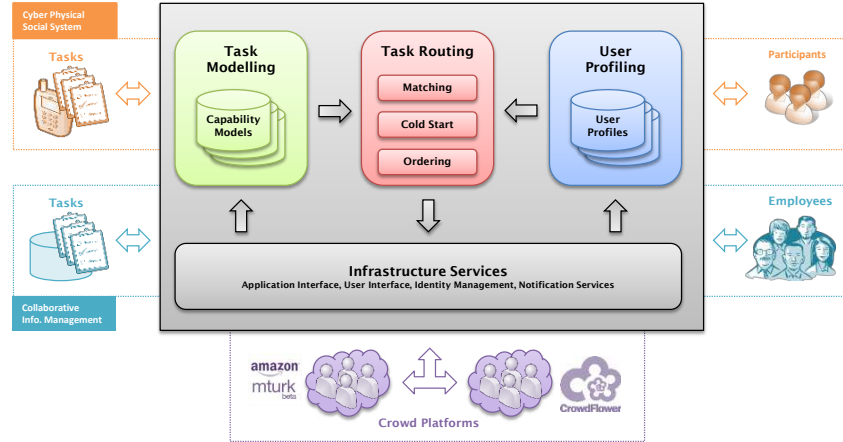 Cyber Physical
Social System
Tasks
Task
Modelling
Capability
Models
Task Routing
Matching
Cold Start
Ordering
User
Profiling
User
Profiles
Participants
Tasks
Employees
Infrastructure Services
Application Interface, User Interface, Identity Management, Notification Services
Collaborative
Info. Management
amazon
mturk
beta
CrowdFlower
Crowd Platforms